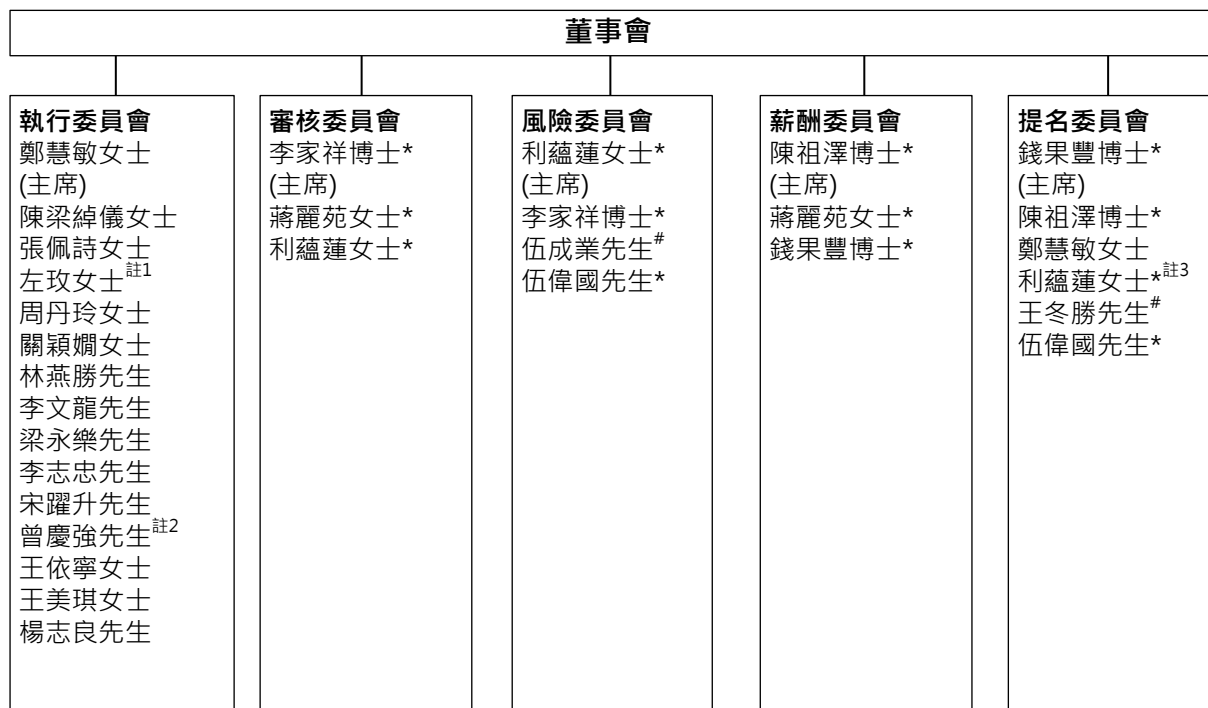 董事會
執行委員會
鄭慧敏女士
(主席)
陳梁綽儀女士
張佩詩女士
左玫女士註1
周丹玲女士
關穎嫺女士
林燕勝先生
李文龍先生
梁永樂先生
李志忠先生
宋躍升先生
曾慶強先生註2
王依寧女士
王美琪女士
楊志良先生
審核委員會
李家祥博士*
(主席)
蔣麗苑女士*
利蘊蓮女士*
風險委員會
利蘊蓮女士*
(主席)
李家祥博士*
伍成業先生#
伍偉國先生*
薪酬委員會
陳祖澤博士*
(主席)
蔣麗苑女士*
錢果豐博士*
提名委員會
錢果豐博士*
(主席)
陳祖澤博士*
鄭慧敏女士
利蘊蓮女士*註3
王冬勝先生#
伍偉國先生*